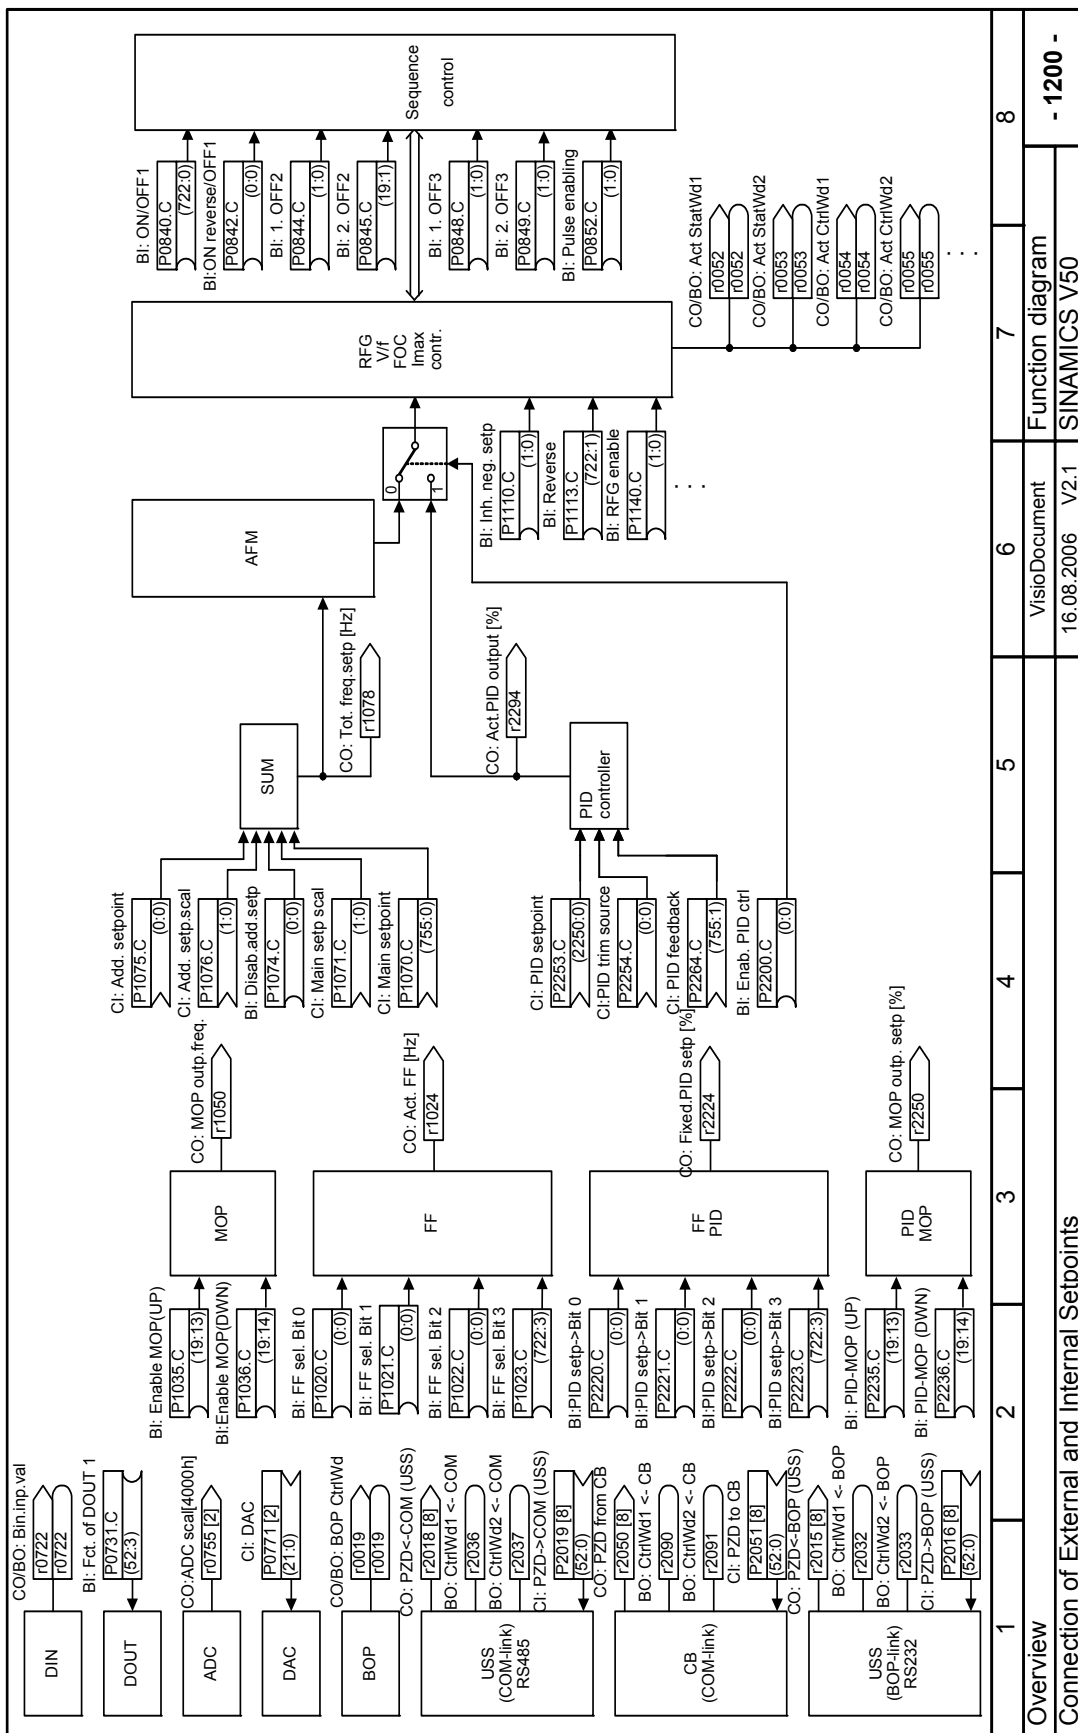 DIN
CO/BO: Bin.inp.val
r0722
r0722
DOUT
BI: Fct. of DOUT 1
P0731.C
(52:3)
ADC
CO:ADC scal[4000h]
r0755 [2]
DAC
CI: DAC
P0771 [2]
(21:0)
BOP
CO/BO: BOP CtrlWd
r0019
r0019
USS
(COM-link)
RS485
CO: PZD<-COM (USS)
r2018 [8]
BO: CtrlWd1 <- COM
r2036
BO: CtrlWd2 <- COM
r2037
CI: PZD->COM (USS)
P2019 [8]
(52:0)
CB
(COM-link)
CO: PZD from CB
r2050 [8]
BO: CtrlWd1 <- CB
r2090
BO: CtrlWd2 <- CB
r2091
CI: PZD to CB
P2051 [8]
(52:0)
USS
(BOP-link)
RS232
CO: PZD<-BOP (USS)
r2015 [8]
BO: CtrlWd1 <- BOP
r2032
BO: CtrlWd2 <- BOP
r2033
CI: PZD->BOP (USS)
P2016 [8]
(52:0)
BI: Enable MOP(UP)
P1035.C
(19:13)
BI:Enable MOP(DWN)
P1036.C
(19:14)
MOP
CO: MOP outp.freq.
r1050
BI: FF sel. Bit 0
P1020.C
(0:0)
BI: FF sel. Bit 1
P1021.C
(0:0)
BI: FF sel. Bit 2
P1022.C
(0:0)
BI: FF sel. Bit 3
P1023.C
(722:3)
FF
CO: Act. FF [Hz]
r1024
BI:PID setp->Bit 0
P2220.C
(0:0)
BI:PID setp->Bit 1
P2221.C
(0:0)
BI:PID setp->Bit 2
P2222.C
(0:0)
BI:PID setp->Bit 3
P2223.C
(722:3)
FF
PID
CO: Fixed.PID setp [%]
r2224
BI: PID-MOP (UP)
P2235.C
(19:13)
BI: PID-MOP (DWN)
P2236.C
(19:14)
PID
MOP
CO: MOP outp. setp [%]
r2250
CI: Add. setpoint
P1075.C
(0:0)
CI: Add. setp.scal
P1076.C
(1:0)
BI: Disab.add.setp
P1074.C
(0:0)
CI: Main setp scal
P1071.C
(1:0)
CI: Main setpoint
P1070.C
(755:0)
SUM
CO: Tot. freq.setp [Hz]
r1078
CI: PID setpoint
P2253.C
(2250:0)
CI:PID trim source
P2254.C
(0:0)
CI: PID feedback
P2264.C
(755:1)
BI: Enab. PID ctrl
P2200.C
(0:0)
PID
controller
CO: Act.PID output [%]
r2294
AFM
0
1
BI: Inh. neg. setp
P1110.C
(1:0)
BI: Reverse
P1113.C
(722:1)
BI: RFG enable
P1140.C
(1:0)
. . .
RFG
V/f
FOC
Imax
contr.
BI: ON/OFF1
P0840.C
(722:0)
BI:ON reverse/OFF1
P0842.C
(0:0)
BI: 1. OFF2
P0844.C
(1:0)
BI: 2. OFF2
P0845.C
(19:1)
BI: 1. OFF3
P0848.C
(1:0)
BI: 2. OFF3
P0849.C
(1:0)
BI: Pulse enabling
P0852.C
(1:0)
Sequence
control
CO/BO: Act StatWd1
r0052
r0052
CO/BO: Act StatWd2
r0053
r0053
CO/BO: Act CtrlWd1
r0054
r0054
CO/BO: Act CtrlWd2
r0055
r0055
. . .
1 2 3 4 5 6 7 8
Overview
Connection of External and Internal Setpoints
VisioDocument
16.08.2006 V2.1
Function diagram
SINAMICS V50
- 1200 -